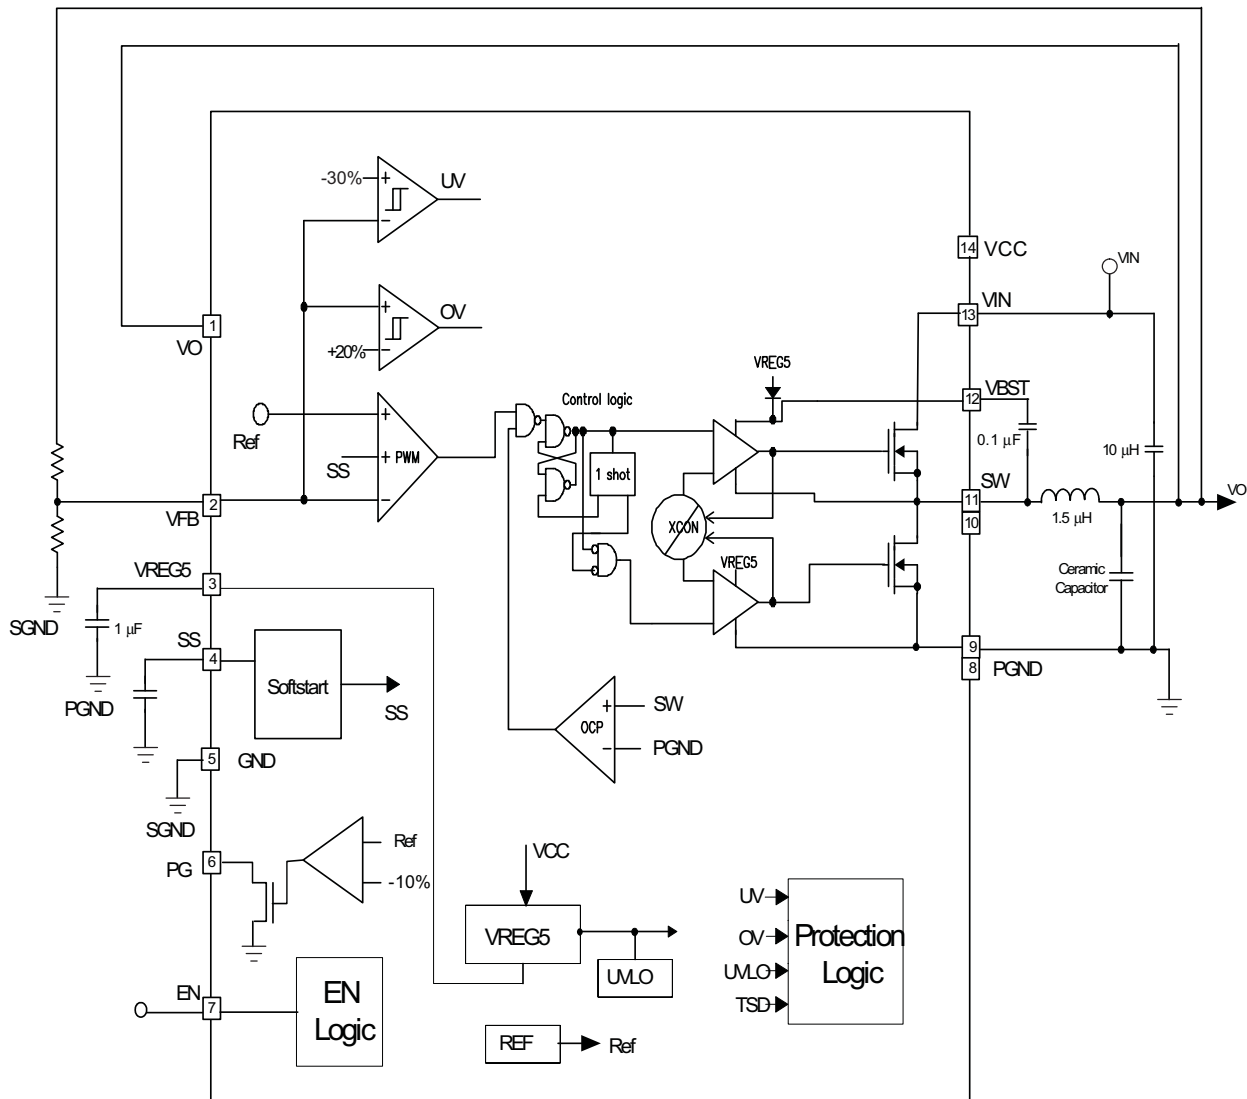 -30%
UV
14
VCC
VIN
VIN
13
OV
1
VO
+20%
VREG5
VBST
12
Control logic
Ref
0.1 μF
10 μH
SS
PWM
1 shot
SW
11
VO
2
XCON
10
1.5 μH
VFB
VREG5
VREG5
Ceramic
Capacitor
3
SGND
1 μF
SS
9
4
8
PGND
Softstart
PGND
SS
SW
OCP
PGND
5
GND
SGND
Ref
6
VCC
PG
-10%
UV
VREG5
OV
Protection
Logic
UVLO
UVLO
EN
EN
Logic
7
TSD
REF
Ref